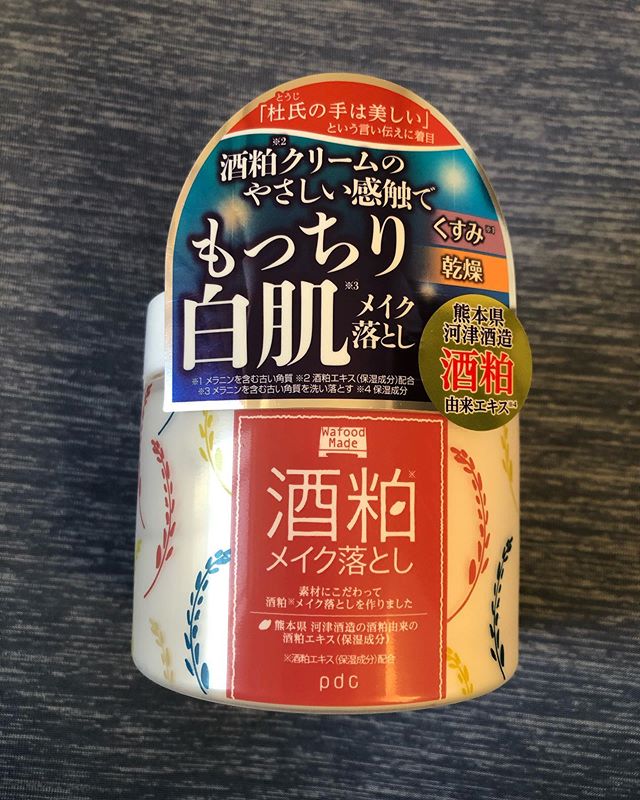 とうじ
「杜氏の手は美しい」
という言い伝えに着目
※2
酒粕クリームの
やさしい感触で
もっちり
白肌※3
メイク
落とし
くすみ※1
乾燥
※1 メラニンを含む古い角質 ※2 酒粕エキス(保湿成分)配合
※3 メラニンを含む古い角質を洗い落とす ※4 保湿成分
熊本県
河津酒造
酒粕
由来エキス※4
Wafood
Made
酒粕※
メイク落とし
素材にこだわって
酒粕※メイク落としを作りました
熊本県 河津酒造の酒粕由来の
酒粕エキス(保湿成分)
※酒粕エキス(保湿成分)配合
pdc